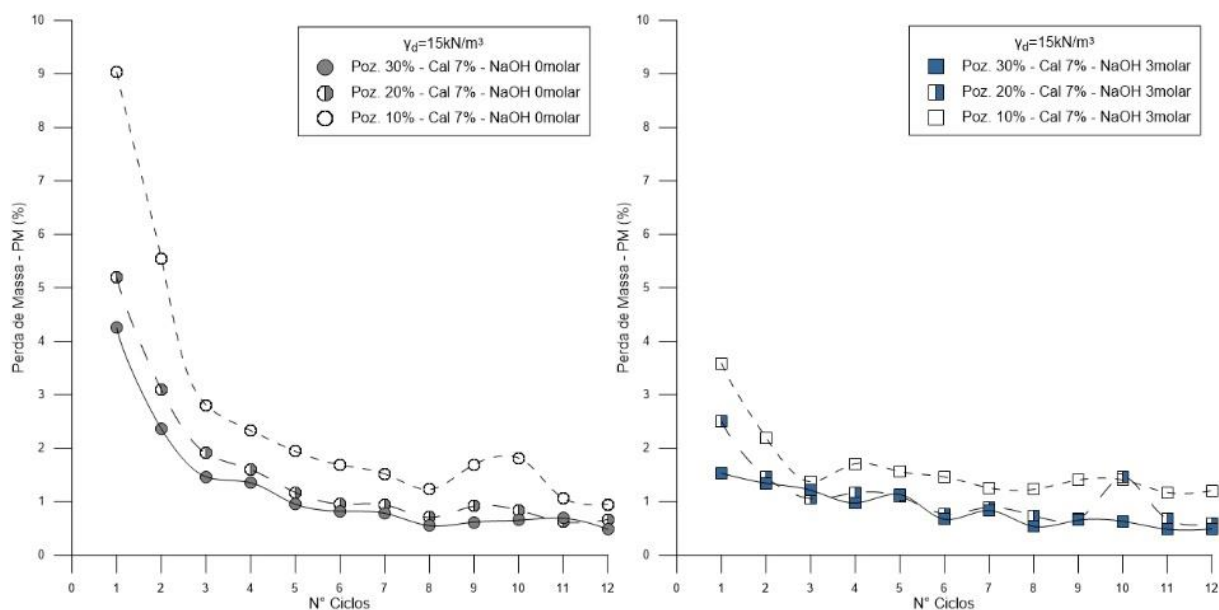 10
9
8
7
6
5
4
3
2
1
0
Perda de Massa - PM (%)
γd=15kN/m³
Poz. 30% - Cal 7% - NaOH 0molar
Poz. 20% - Cal 7% - NaOH 0molar
Poz. 10% - Cal 7% - NaOH 0molar
0 1 2 3 4 5 6 7 8 9 10 11 12
N° Ciclos
10
9
8
7
6
5
4
3
2
1
0
Perda de Massa - PM (%)
γd=15kN/m³
Poz. 30% - Cal 7% - NaOH 3molar
Poz. 20% - Cal 7% - NaOH 3molar
Poz. 10% - Cal 7% - NaOH 3molar
0 1 2 3 4 5 6 7 8 9 10 11 12
N° Ciclos